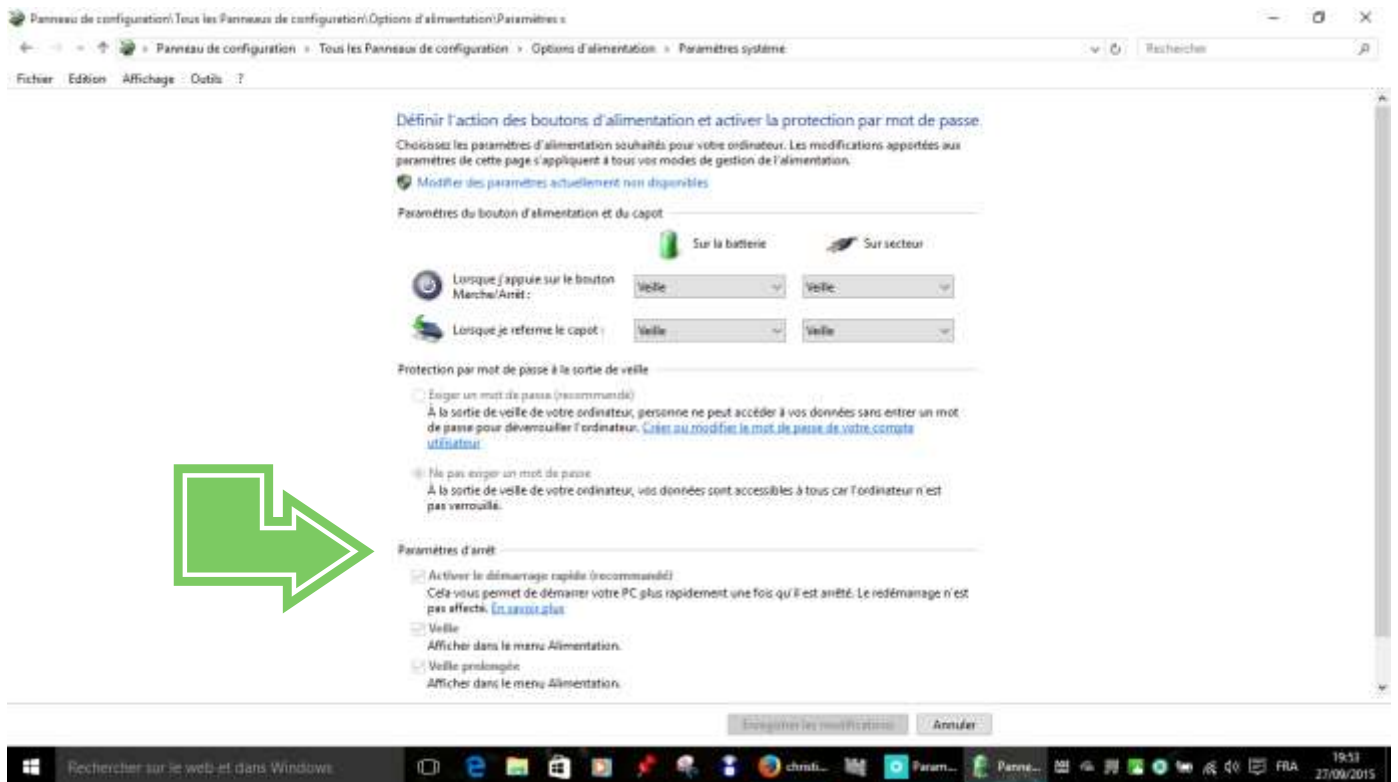 Panneau de configuration\Tous les Panneaux de configuration\Options d'alimentation\Paramètres s
Panneau de configuration > Tous les Panneaux de configuration > Options d'alimentation > Paramètres système
Rechercher
Fichier Edition Affichage Outils ?
Définir l'action des boutons d'alimentation et activer la protection par mot de passe
Choisissez les paramètres d'alimentation souhaités pour votre ordinateur. Les modifications apportées aux
paramètres de cette page s'appliquent à tous vos modes de gestion de l'alimentation.
Modifier des paramètres actuellement non disponibles
Paramètres du bouton d'alimentation et du capot
Sur la batterie Sur secteur
Lorsque j'appuie sur le bouton
Marche/Arrêt :
Veille Veille
Lorsque je referme le capot : Veille Veille
Protection par mot de passe à la sortie de veille
Exiger un mot de passe (recommandé)
À la sortie de veille de votre ordinateur, personne ne peut accéder à vos données sans entrer un mot
de passe pour déverrouiller l'ordinateur. Créer ou modifier le mot de passe de votre compte
utilisateur
Ne pas exiger un mot de passe
À la sortie de veille de votre ordinateur, vos données sont accessibles à tous car l'ordinateur n'est
pas verrouillé.
Paramètres d'arrêt
Activer le démarrage rapide (recommandé)
Cela vous permet de démarrer votre PC plus rapidement une fois qu'il est arrêté. Le redémarrage n'est
pas affecté. En savoir plus
Veille
Afficher dans le menu Alimentation.
Veille prolongée
Afficher dans le menu Alimentation.
Enregistrer les modifications Annuler
Rechercher sur le web et dans Windows
christi... Param... Panne... FRA
19:53
27/09/2015